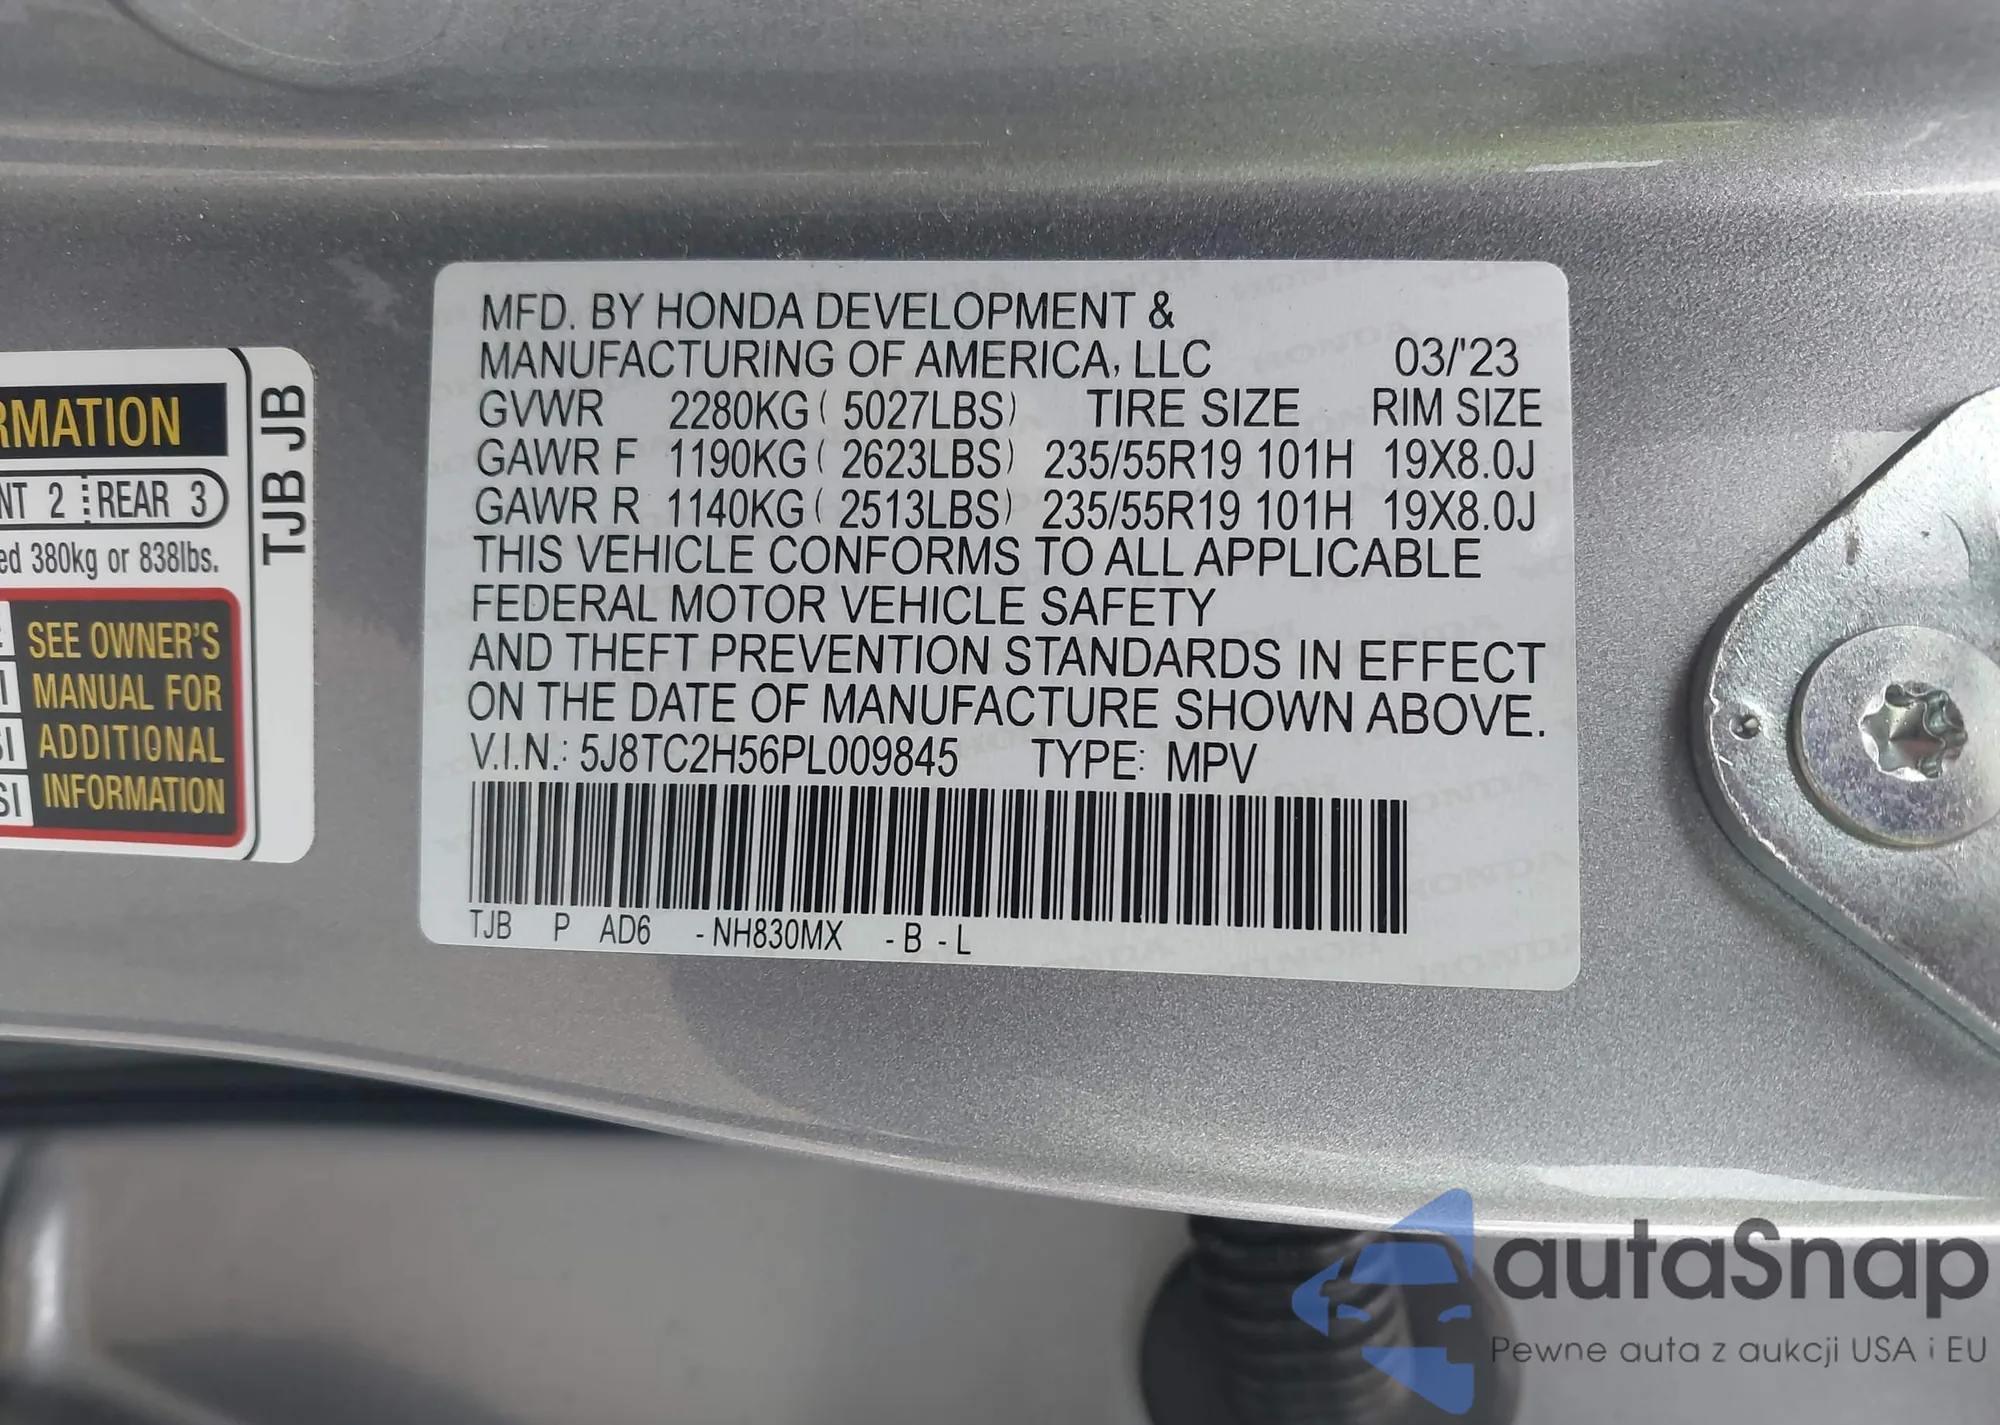 RMATION
NT 2 REAR 3
ed 380kg or 838lbs.
SEE OWNER'S
MANUAL FOR
ADDITIONAL
INFORMATION
SI
SI
TJB JB
MFD. BY HONDA DEVELOPMENT &
MANUFACTURING OF AMERICA, LLC 03/'23
GVWR 2280KG ( 5027LBS) TIRE SIZE RIM SIZE
GAWR F 1190KG ( 2623LBS) 235/55R19 101H 19X8.0J
GAWR R 1140KG ( 2513LBS) 235/55R19 101H 19X8.0J
THIS VEHICLE CONFORMS TO ALL APPLICABLE
FEDERAL MOTOR VEHICLE SAFETY
AND THEFT PREVENTION STANDARDS IN EFFECT
ON THE DATE OF MANUFACTURE SHOWN ABOVE.
V.I.N.: 5J8TC2H56PL009845 TYPE: MPV
TJB P AD6 -NH830MX -B -L
autaSnap
Pewne auta z aukcji USA i EU